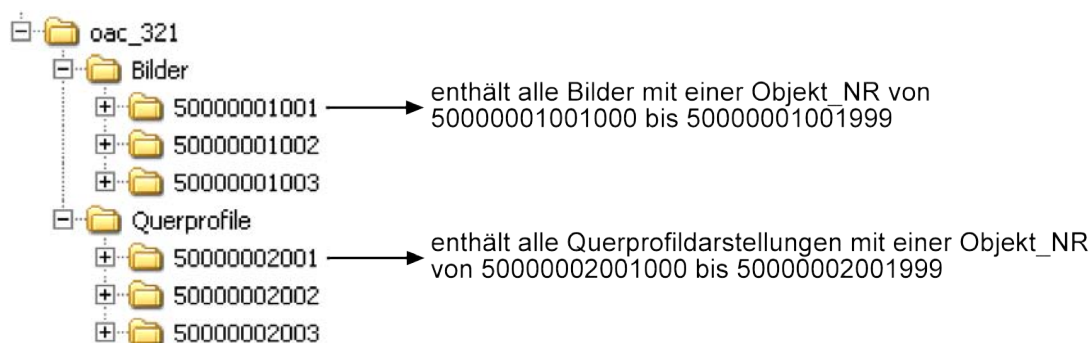 oac_321
Bilder
50000001001
enthält alle Bilder mit einer Objekt_NR von
50000001001000 bis 50000001001999
50000001002
50000001003
Querprofile
50000002001
enthält alle Querprofildarstellungen mit einer Objekt_NR
von 50000002001000 bis 50000002001999
50000002002
50000002003